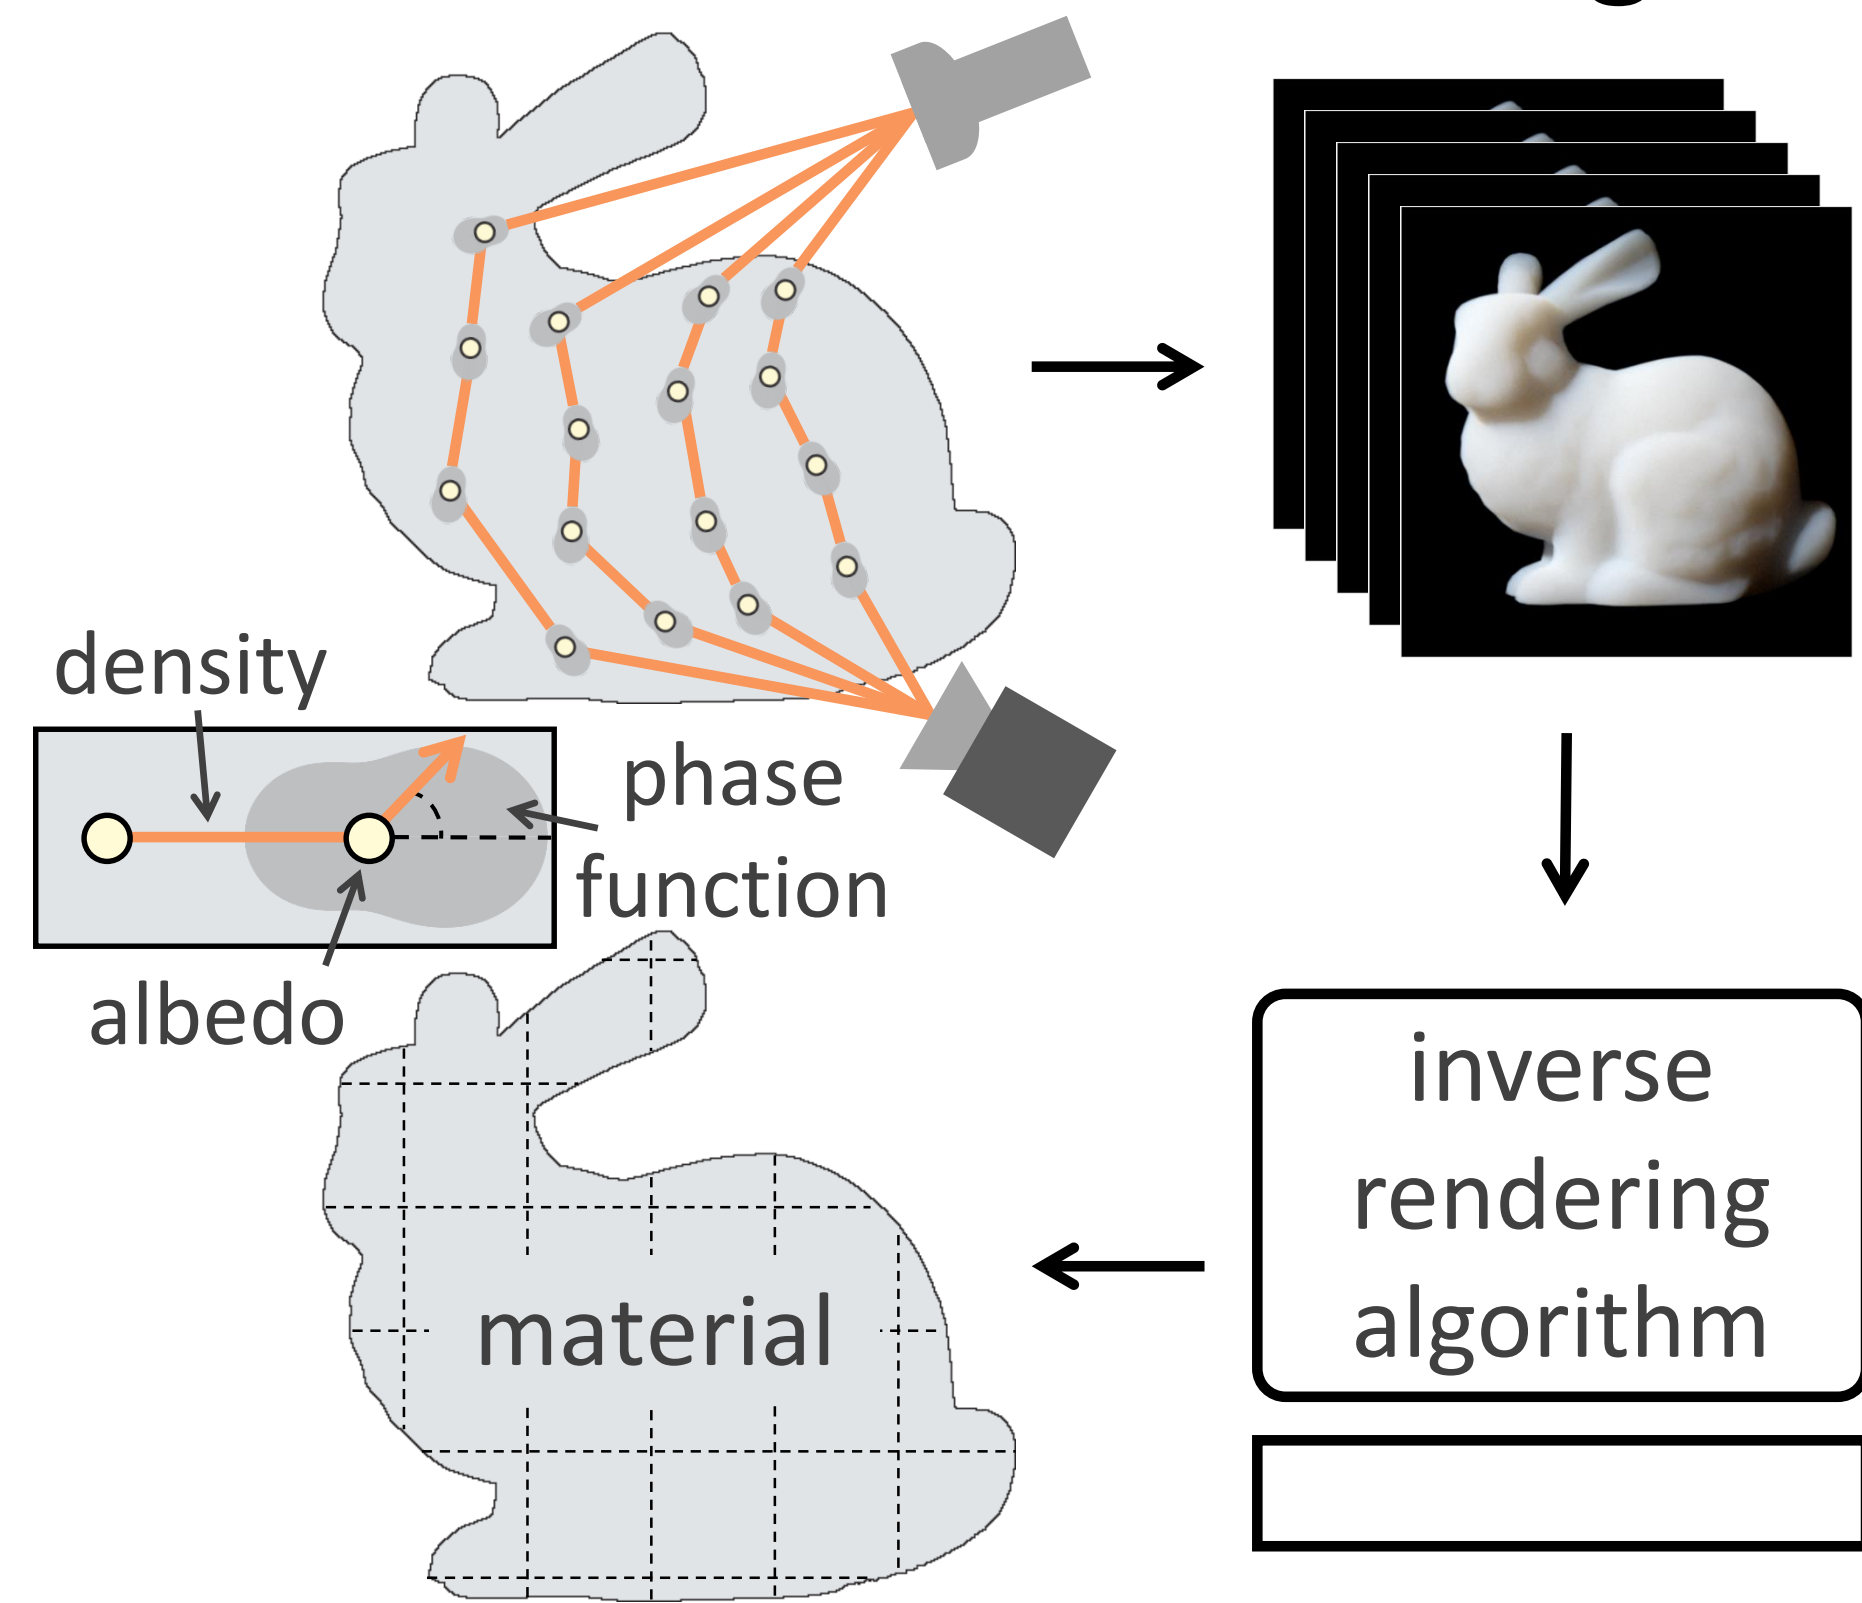 density
phase
function
albedo
material
inverse
rendering
algorithm